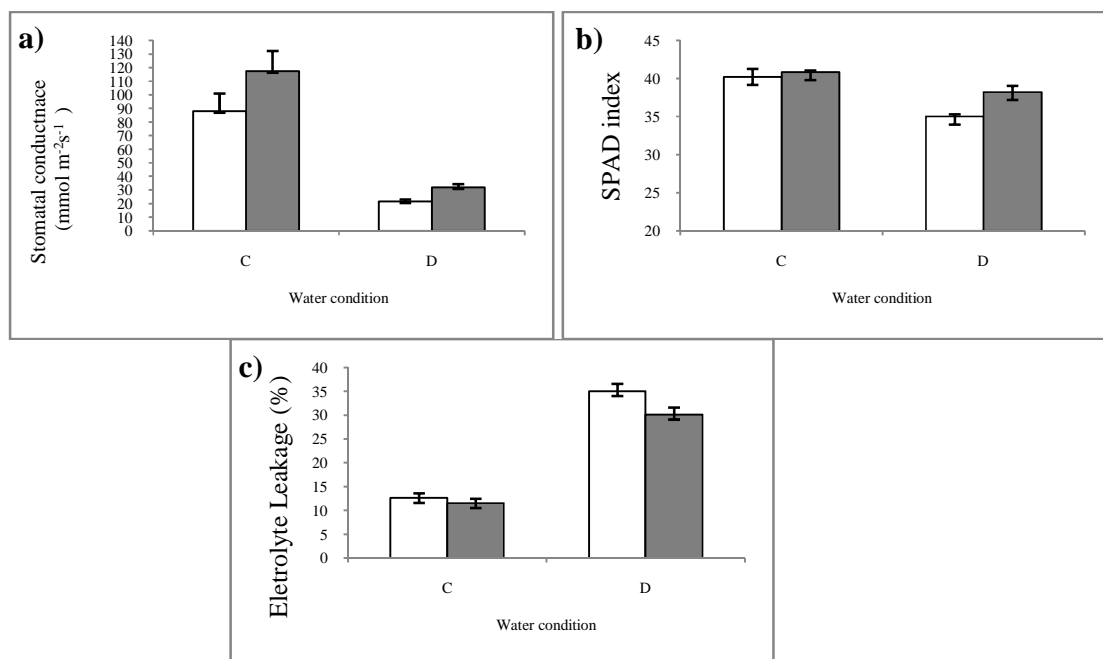 a)
Stomatal conductnace
(mmol m⁻²s⁻¹ )
140
130
120
110
100
90
80
70
60
50
40
30
20
10
0
C
D
Water condition
b)
SPAD index
45
40
35
30
25
20
C
D
Water condition
c)
Eletrolyte Leakage (%)
40
35
30
25
20
15
10
5
0
C
D
Water condition